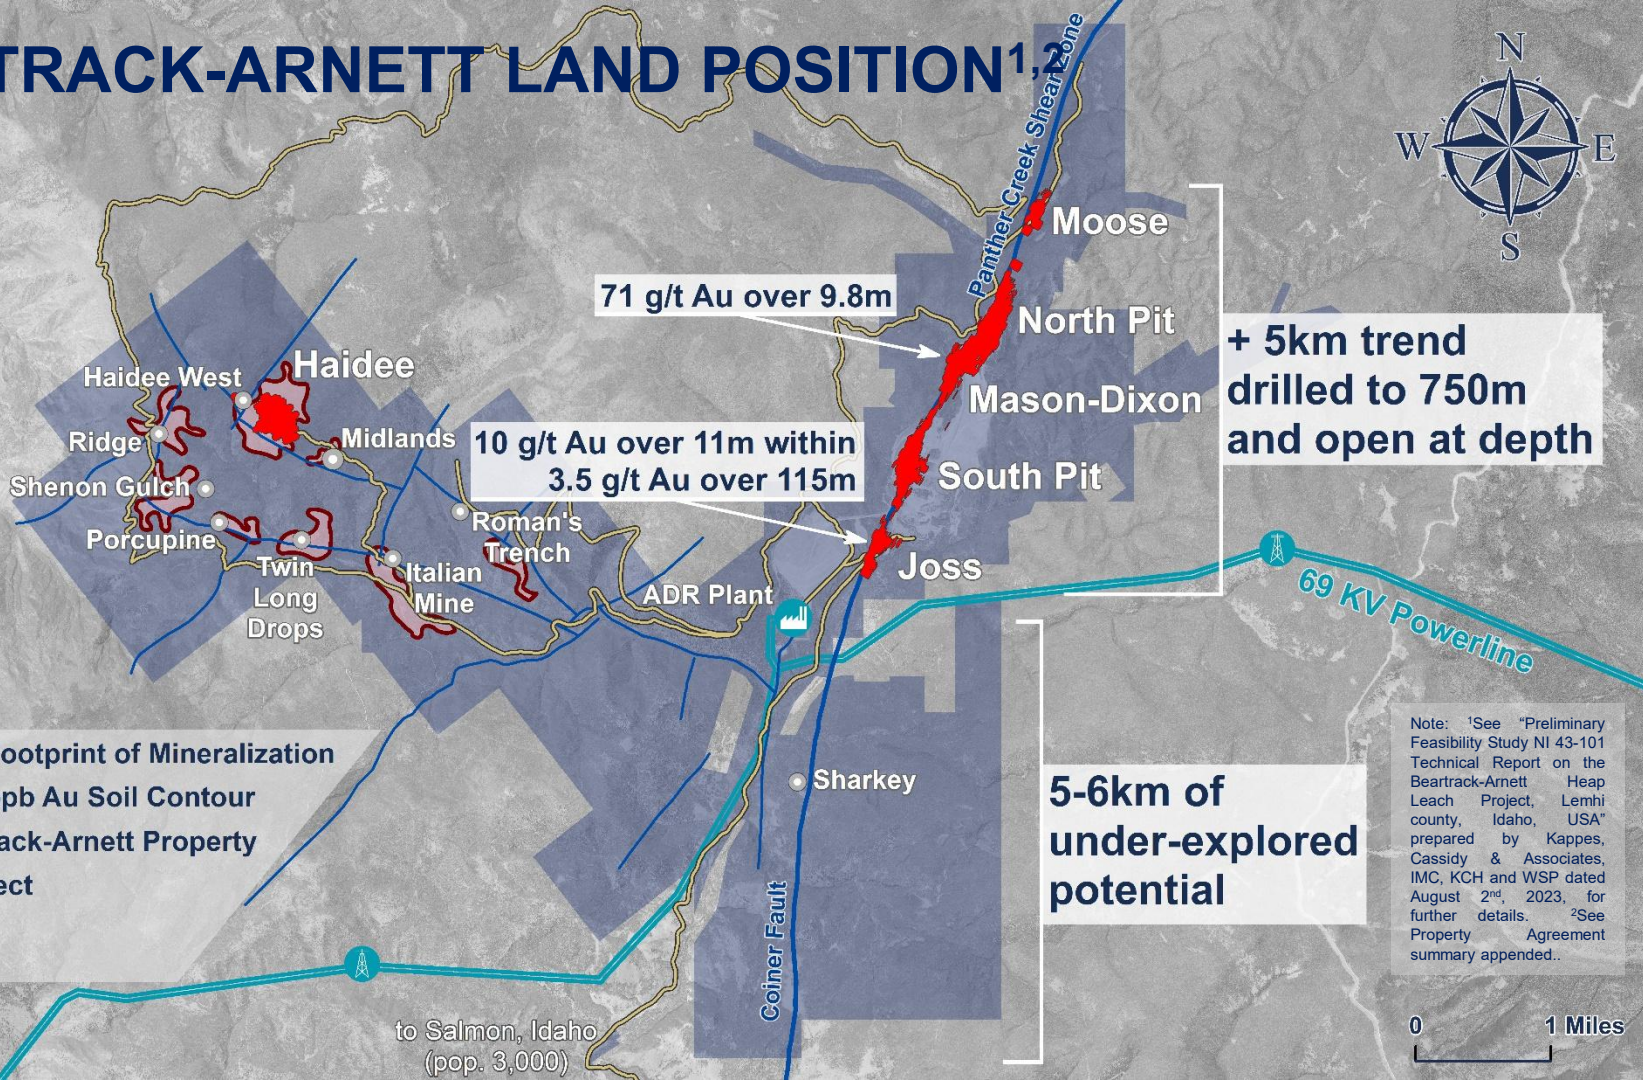 TRACK-ARNETT LAND POSITION1,2
Panther Creek Shear Zone
N
W
E
S
Moose
71 g/t Au over 9.8m
North Pit
+ 5km trend
drilled to 750m
and open at depth
Haidee
Haidee West
Mason-Dixon
Ridge
Midlands
10 g/t Au over 11m within
3.5 g/t Au over 115m
South Pit
Shenon Gulch
Porcupine
Roman's
Trench
Twin
Long
Drops
Italian
Mine
ADR Plant
Joss
69 KV Powerline
ootprint of Mineralization
pb Au Soil Contour
ack-Arnett Property
ect
Sharkey
5-6km of
under-explored
potential
Coiner Fault
to Salmon, Idaho
(pop. 3,000)
Note: 1See “Preliminary
Feasibility Study NI 43-101
Technical Report on the
Beartrack-Arnett Heap
Leach Project, Lemhi
county, Idaho, USA”
prepared by Kappes,
Cassidy & Associates,
IMC, KCH and WSP dated
August 2nd, 2023, for
further details. 2See
Property Agreement
summary appended..
0 1 Miles